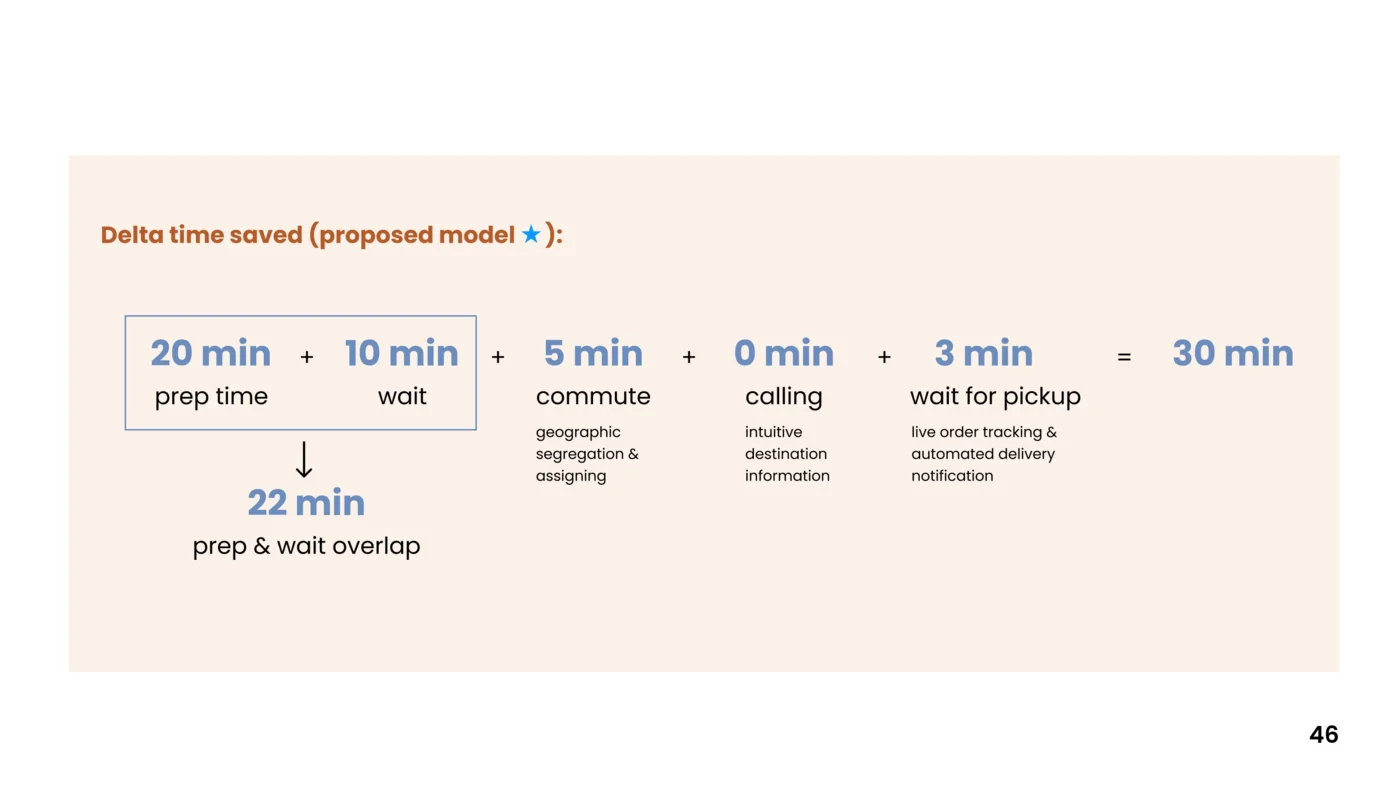 Delta time saved (proposed model ★):
20 min + 10 min + 5 min + 0 min + 3 min = 30 min
prep time wait commute calling wait for pickup
geographic intuitive live order tracking &
segregation & destination automated delivery
assigning information notification
22 min
prep & wait overlap
46